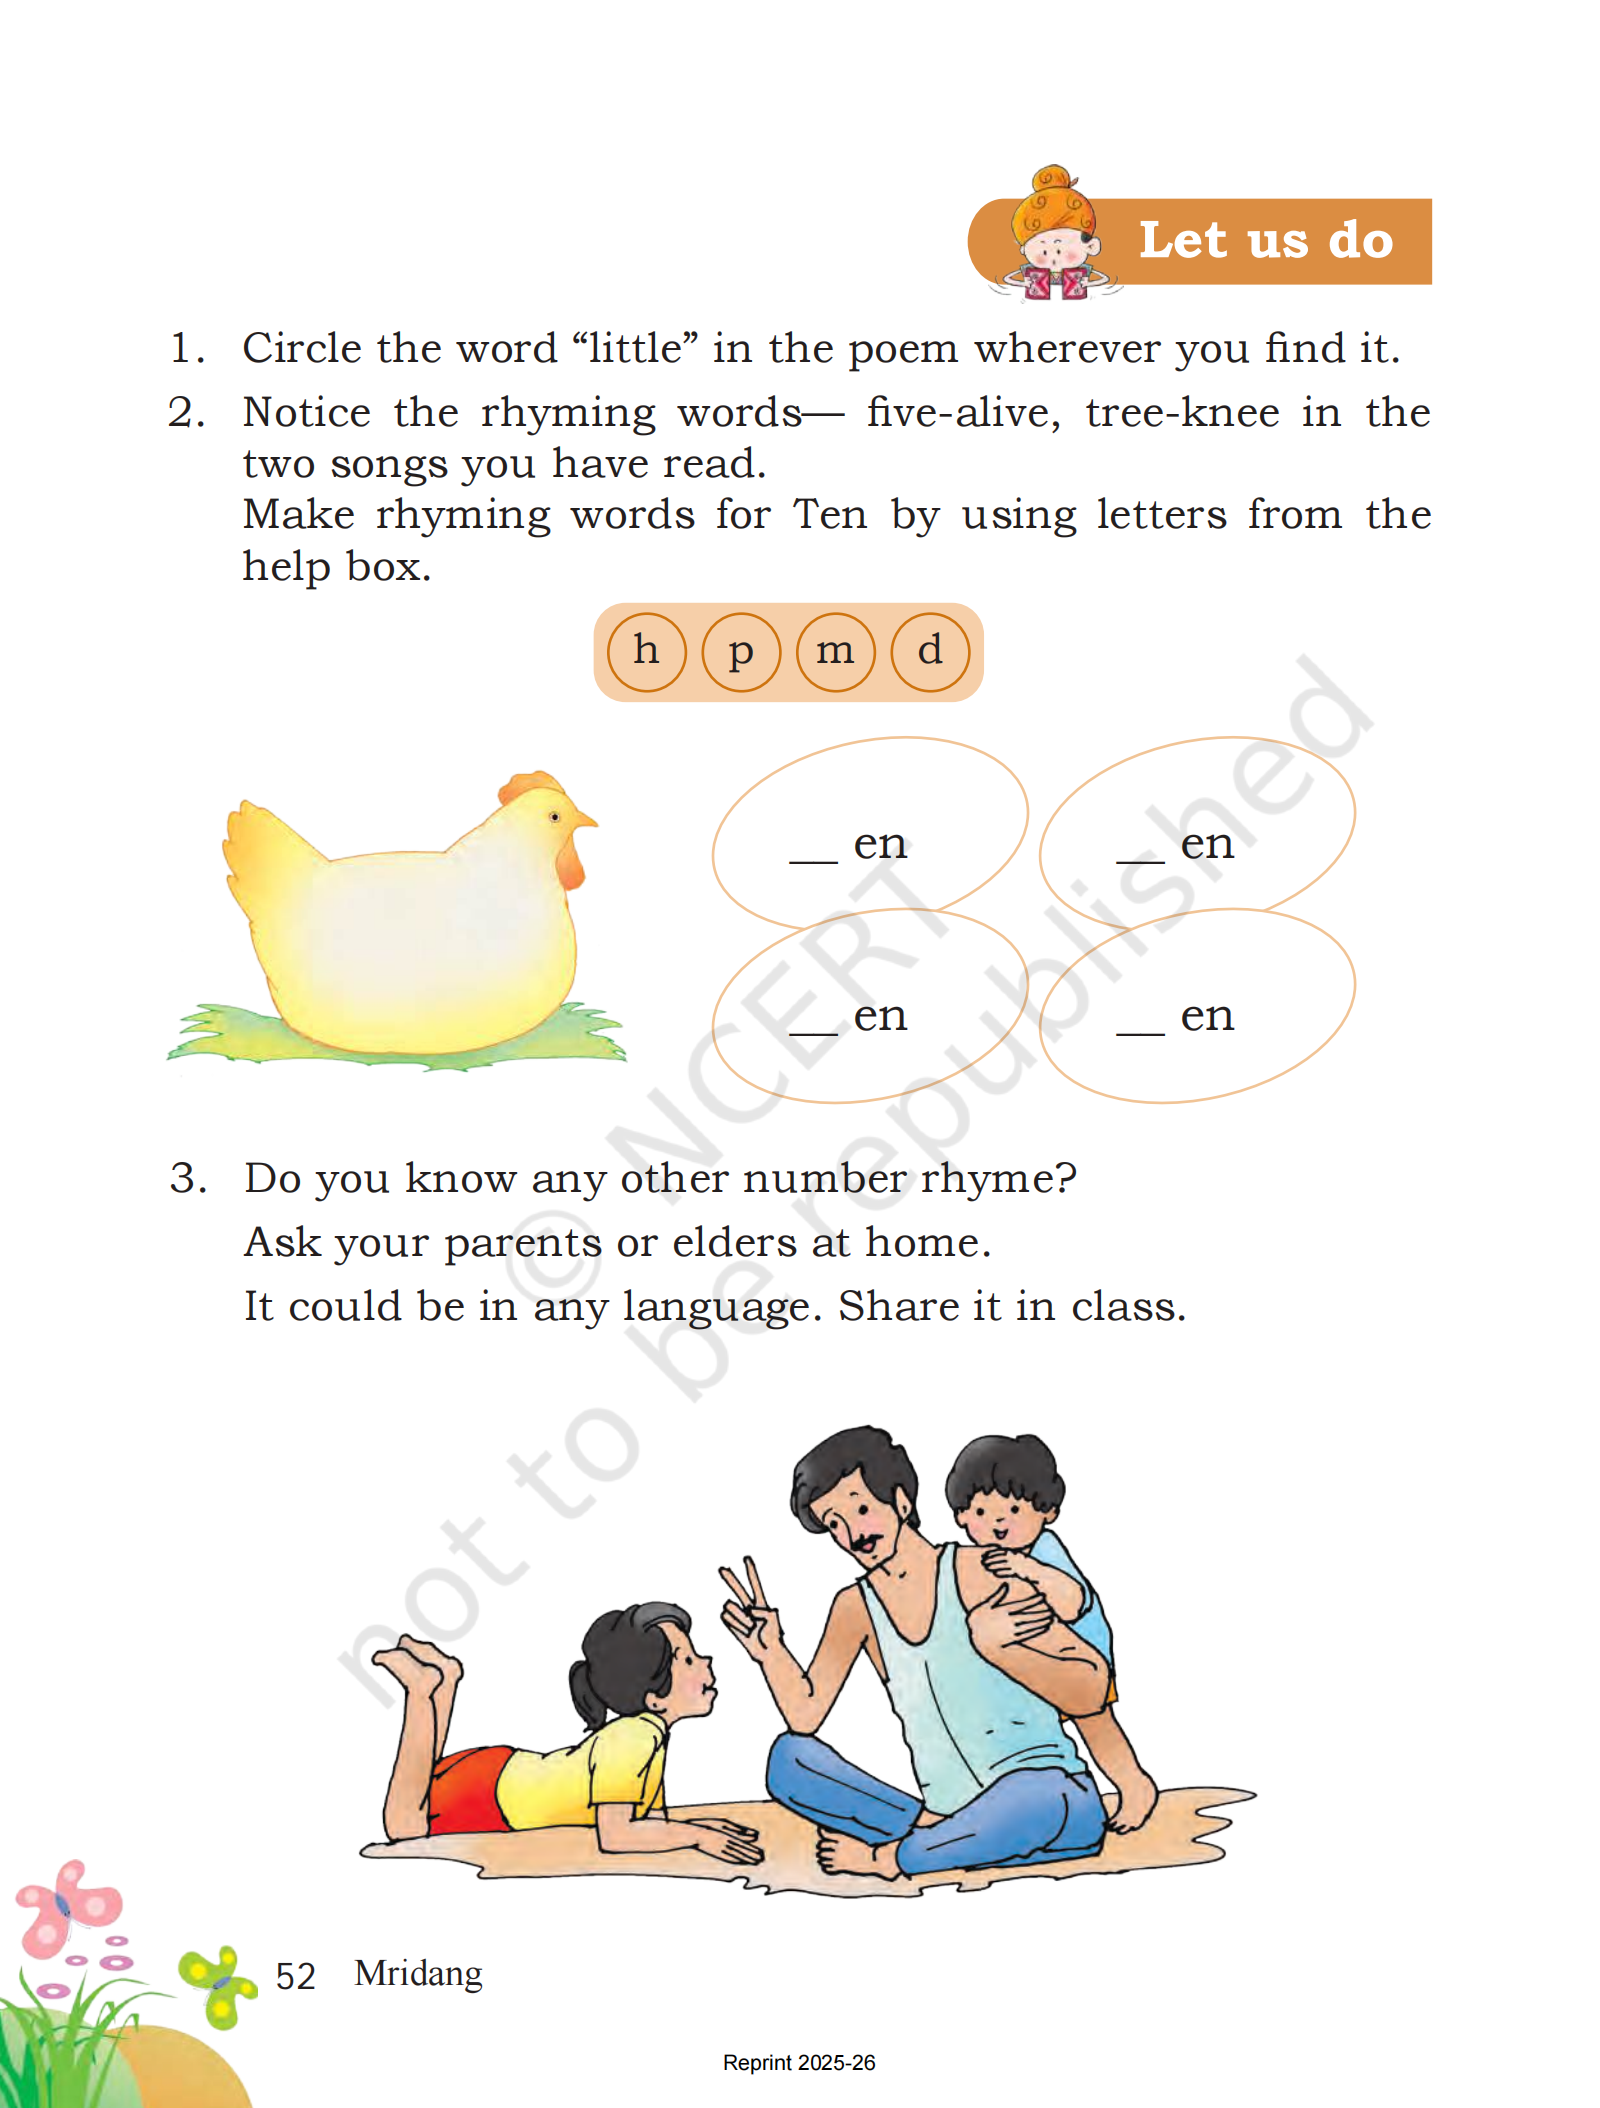 Let us do
1. Circle the word “little” in the poem wherever you find it.
2. Notice the rhyming words— five-alive, tree-knee in the
two songs you have read.
Make rhyming words for Ten by using letters from the
help box.
h p m d
__ en __ en
__ en __ en
3. Do you know any other number rhyme?
Ask your parents or elders at home.
It could be in any language. Share it in class.
© NCERT
not to be republished
52 Mridang
Reprint 2025-26